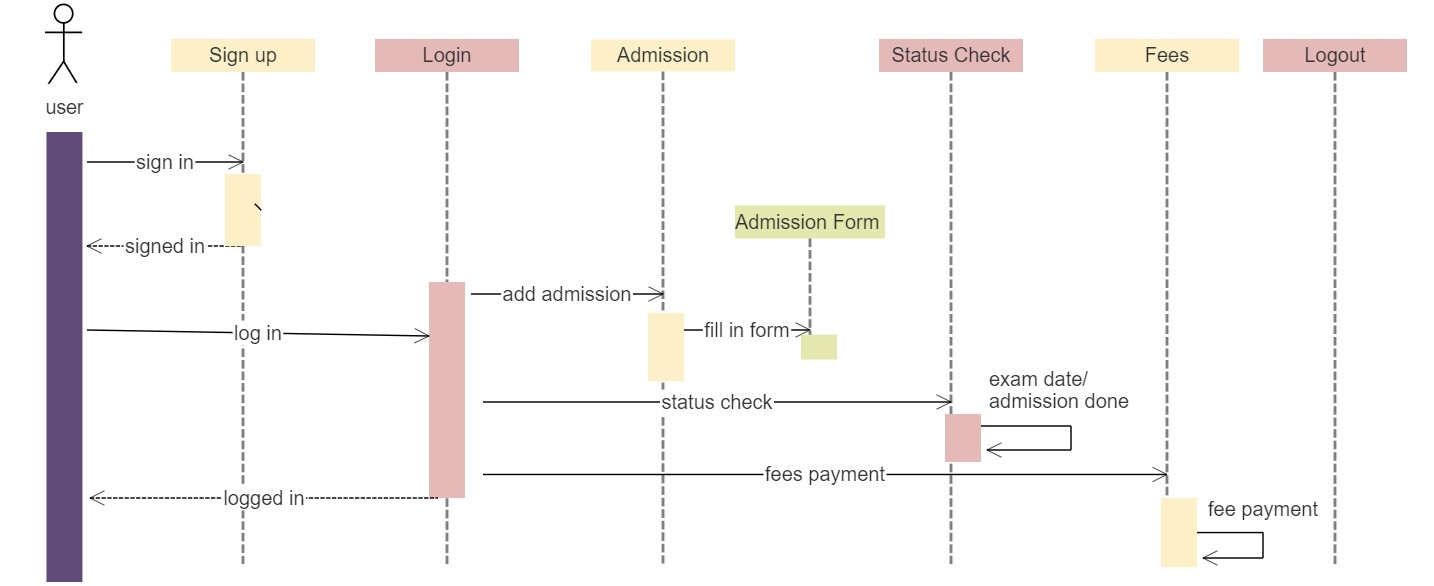 Sign up
Login
Admission
Status Check
Fees
Logout
user
sign in
Admission Form
signed in
add admission
fill in form
log in
exam date/
admission done
status check
fees payment
logged in
fee payment